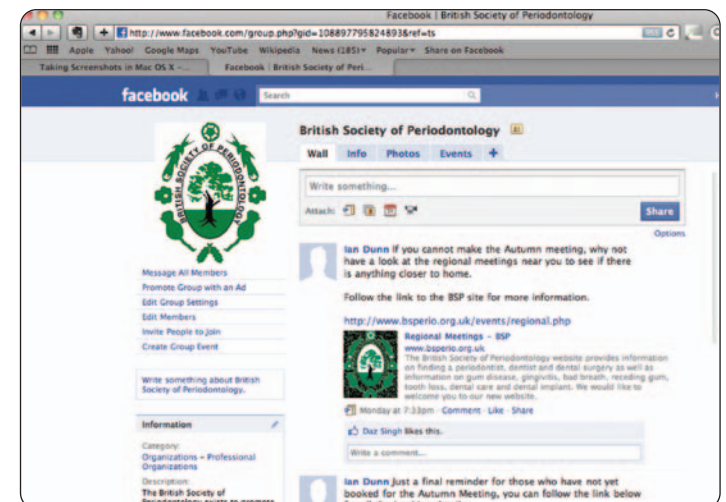 Facebook | British Society of Periodontology
http://www.facebook.com/group.php?gid=108897795824893&ref=ts
Apple Yahoo! Google Maps YouTube Wikipedia News (185) Popular Share on Facebook
Taking Screenshots in Mac OS X – ...
Facebook | British Society of Peri...
facebook
Search
BRITISH SOCIETY OF PERIODONTOLOGY
British Society of Periodontology
Wall Info Photos Events +
Write something...
Attach:
31
Share
Options
Message All Members
Promote Group with an Ad
Edit Group Settings
Edit Members
Invite People to Join
Create Group Event
Write something about British
Society of Periodontology.
Information
Category:
Organizations – Professional
Organizations
Description:
The British Society of
Periodontology exists to promote
Ian Dunn If you cannot make the Autumn meeting, why not
have a look at the regional meetings near you to see if there
is anything closer to home.
Follow the link to the BSP site for more information.
http://www.bsperio.org.uk/events/regional.php
Regional Meetings – BSP
www.bsperio.org.uk
The British Society of Periodontology website provides information
on finding a periodontist, dentist and dental surgery as well as
information on gum disease, gingivitis, bad breath, receding gum,
tooth loss, dental care and dental implant. We would like to
welcome you to our new website.
Monday at 7:33pm · Comment · Like · Share
Daz Singh likes this.
Write a comment...
Ian Dunn Just a final reminder for those who have not yet
booked for the Autumn Meeting, you can follow the link below